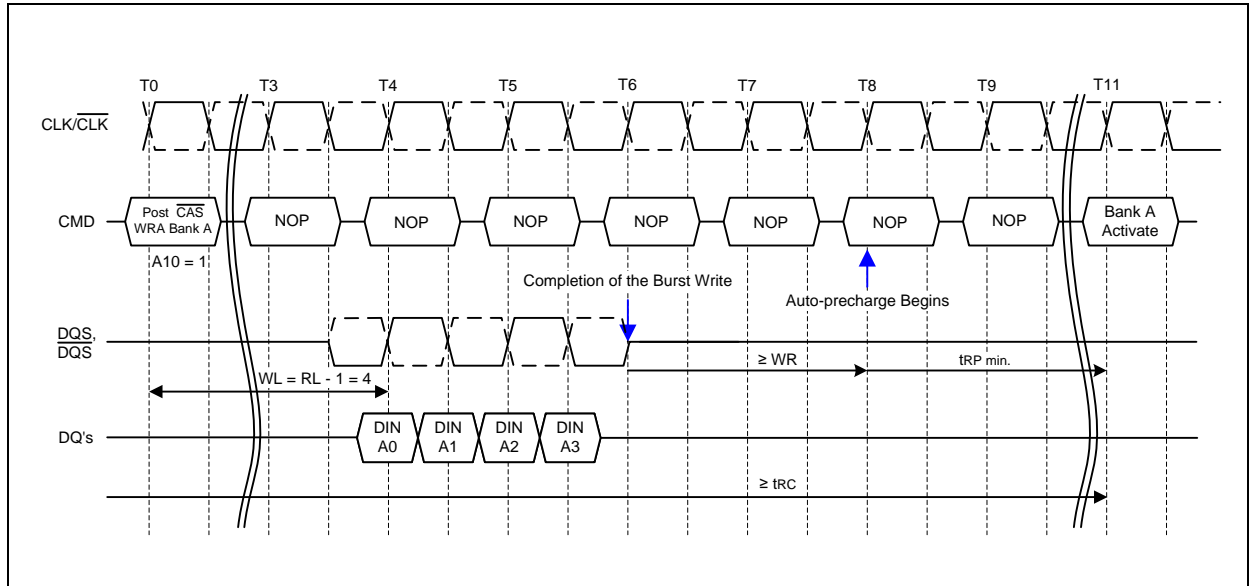 T0 T3 T4 T5 T6 T7 T8 T9 T11
CLK/CLK
CMD
Post CAS
WRA Bank A
NOP NOP NOP NOP NOP NOP NOP
Bank A
Activate
A10 = 1
Completion of the Burst Write
Auto-precharge Begins
DQS,
DQS
≥ WR
tRP min.
WL = RL - 1 = 4
DQ's
DIN
A0
DIN
A1
DIN
A2
DIN
A3
≥ tRC